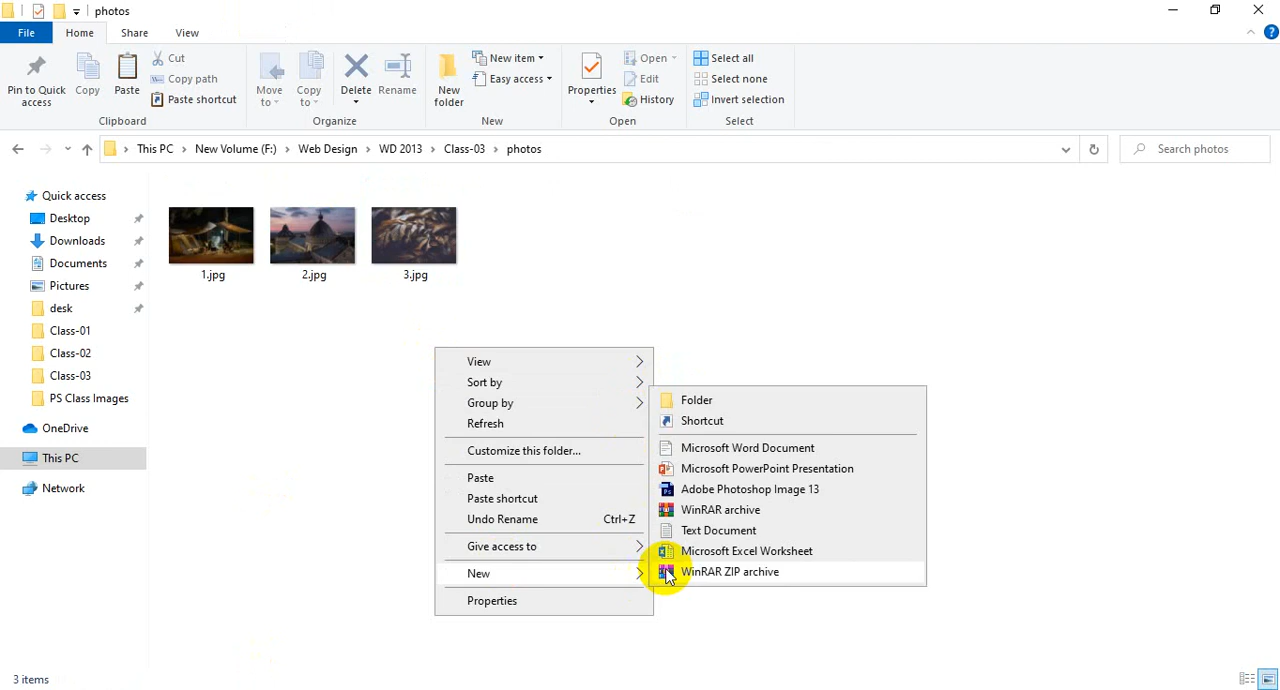 photos
File Home Share View
Pin to Quick access
Copy
Paste
Cut
Copy path
Paste shortcut
Clipboard
Move to
Copy to
Delete
Rename
Organize
New folder
New item
Easy access
New
Properties
Open
Edit
History
Open
Select all
Select none
Invert selection
Select
This PC New Volume (F:) Web Design WD 2013 Class-03 photos
Search photos
Quick access
Desktop
Downloads
Documents
Pictures
desk
Class-01
Class-02
Class-03
PS Class Images
OneDrive
This PC
Network
1.jpg 2.jpg 3.jpg
View
Sort by
Group by
Refresh
Customize this folder...
Paste
Paste shortcut
Undo Rename Ctrl+Z
Give access to
New
Properties
Folder
Shortcut
Microsoft Word Document
Microsoft PowerPoint Presentation
Adobe Photoshop Image 13
WinRAR archive
Text Document
Microsoft Excel Worksheet
WinRAR ZIP archive
3 items